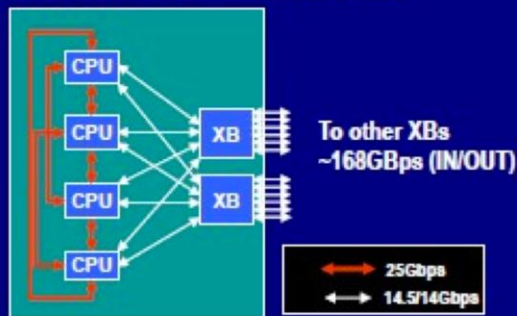 CPU
CPU
CPU
CPU
XB
XB
To other XBs
~168GBps (IN/OUT)
25Gbps
14.5/14Gbps